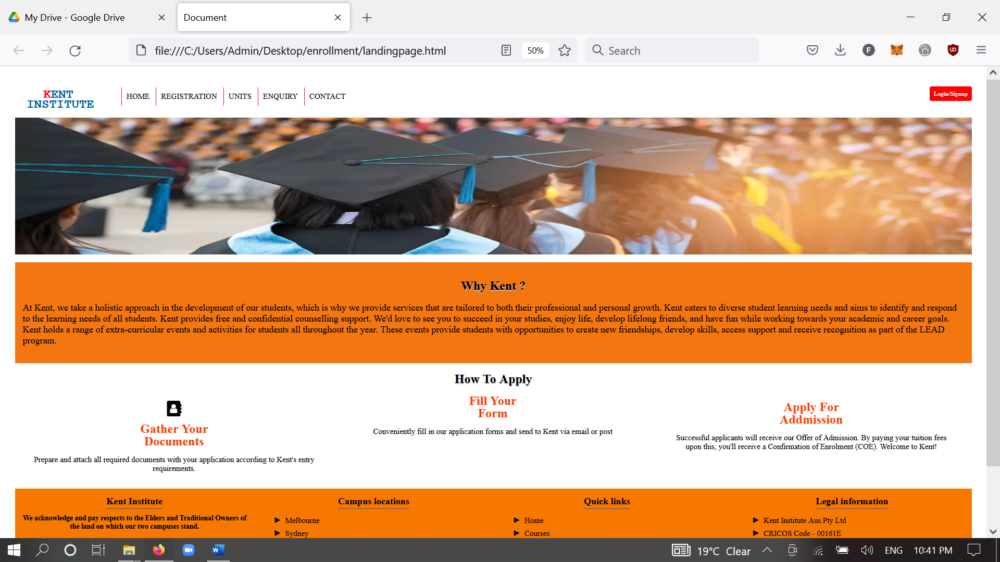 My Drive - Google Drive
Document
file:///C:/Users/Admin/Desktop/enrollment/landingpage.html
50%
Search
F
KENT
INSTITUTE
HOME
REGISTRATION
UNITS
ENQUIRY
CONTACT
Login/Signup
Why Kent ?
At Kent, we take a holistic approach in the development of our students, which is why we provide services that are tailored to both their professional and personal growth. Kent caters to diverse student learning needs and aims to identify and respond
to the learning needs of all students. Kent provides free and confidential counselling support. We'd love to see you to succeed in your studies, enjoy life, develop lifelong friends, and have fun while working towards your academic and career goals.
Kent holds a range of extra-curricular events and activities for students all throughout the year. These events provide students with opportunities to create new friendships, develop skills, access support and receive recognition as part of the LEAD
program.
How To Apply
Gather Your
Documents
Prepare and attach all required documents with your application according to Kent's entry
requirements.
Fill Your
Form
Conveniently fill in our application forms and send to Kent via email or post
Apply For
Addmission
Successful applicants will receive our Offer of Admission. By paying your tuition fees
upon this, you'll receive a Confirmation of Enrolment (COE). Welcome to Kent!
Kent Institute
We acknowledge and pay respects to the Elders and Traditional Owners of
the land on which our two campuses stand.
Campus locations
Melbourne
Sydney
Quick links
Home
Courses
Legal information
Kent Institute Aus Pty Ltd
CRICOS Code - 00161E
19°C Clear
ENG
10:41 PM